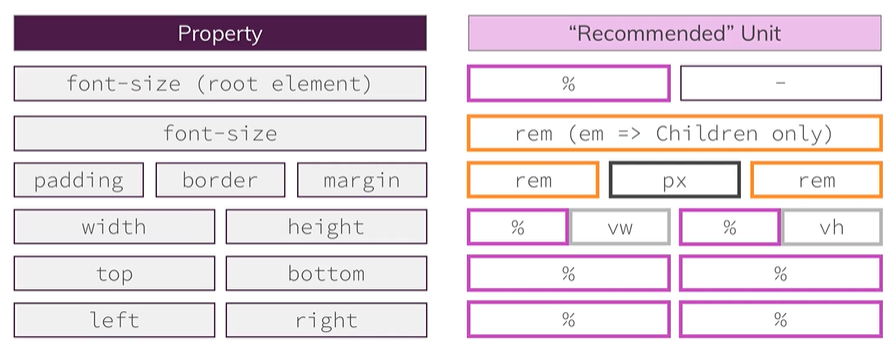 Property “Recommended” Unit
font-size (root element) % –
font-size rem (em => Children only)
padding border margin rem px rem
width height % vw % vh
top bottom % %
left right % %